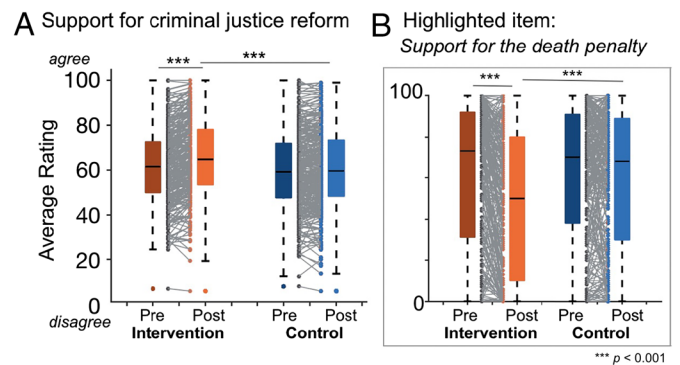 A Support for criminal justice reform
agree
***
***
100
80
60
40
20
0
Average Rating
disagree
Pre Post Pre Post
Intervention Control
B Highlighted item:
Support for the death penalty
***
***
100
0
Pre Post Pre Post
Intervention Control
*** p < 0.001